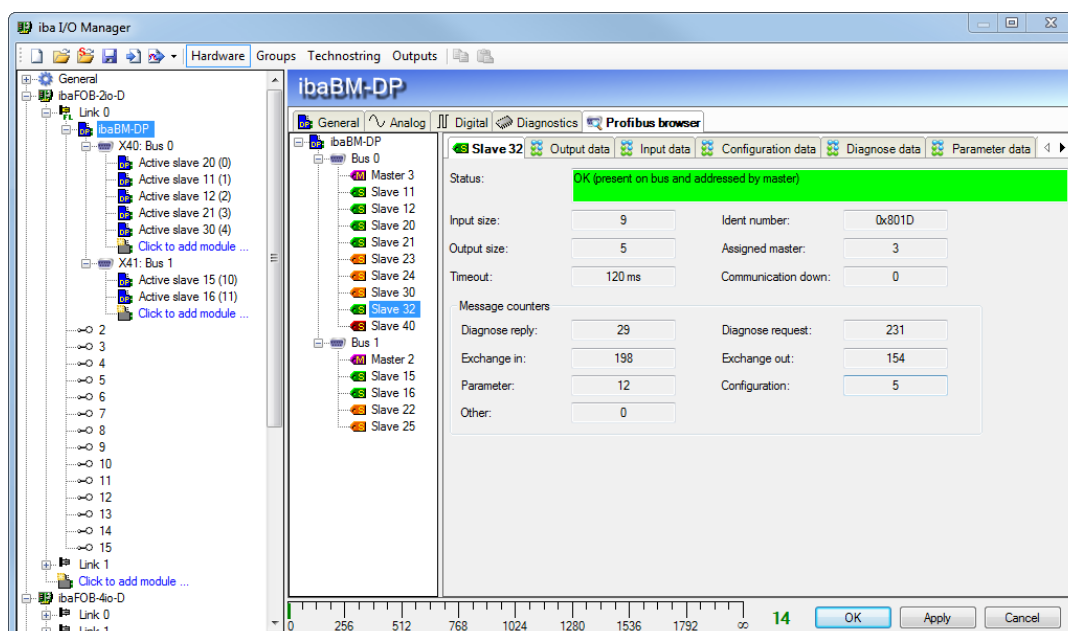 iba I/O Manager
Hardware Groups Technostring Outputs
General
ibaFOB-2io-D
Link 0
ibaBM-DP
X40: Bus 0
Active slave 20 (0)
Active slave 11 (1)
Active slave 12 (2)
Active slave 21 (3)
Active slave 30 (4)
Click to add module ...
X41: Bus 1
Active slave 15 (10)
Active slave 16 (11)
Click to add module ...
2
3
4
5
6
7
8
9
10
11
12
13
14
15
Link 1
Click to add module ...
ibaFOB-4io-D
Link 0
Link 1
ibaBM-DP
General Analog Digital Diagnostics Profibus browser
ibaBM-DP
Bus 0
Master 3
Slave 11
Slave 12
Slave 20
Slave 21
Slave 23
Slave 24
Slave 30
Slave 32
Slave 40
Bus 1
Master 2
Slave 15
Slave 16
Slave 22
Slave 25
Slave 32 Output data Input data Configuration data Diagnose data Parameter data
Status: OK (present on bus and addressed by master)
Input size: 9 Ident number: 0x801D
Output size: 5 Assigned master: 3
Timeout: 120 ms Communication down: 0
Message counters
Diagnose reply: 29 Diagnose request: 231
Exchange in: 198 Exchange out: 154
Parameter: 12 Configuration: 5
Other: 0
0 256 512 768 1024 1280 1536 1792 ∞ 14 OK Apply Cancel